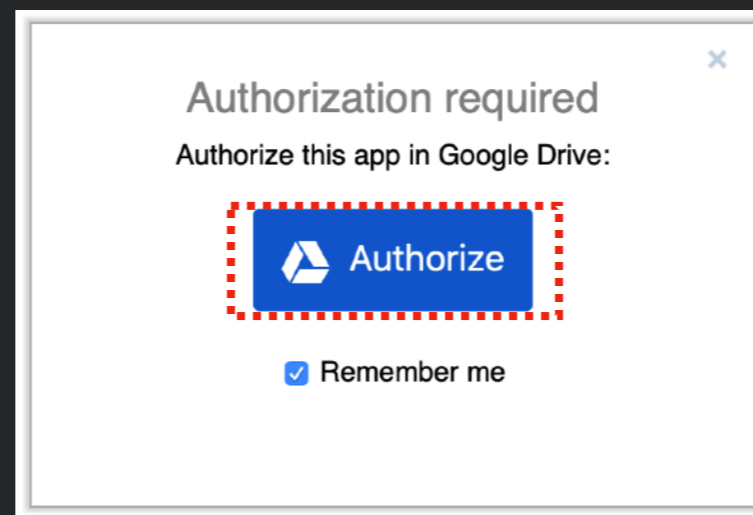 Authorization required
Authorize this app in Google Drive:
Authorize
Remember me